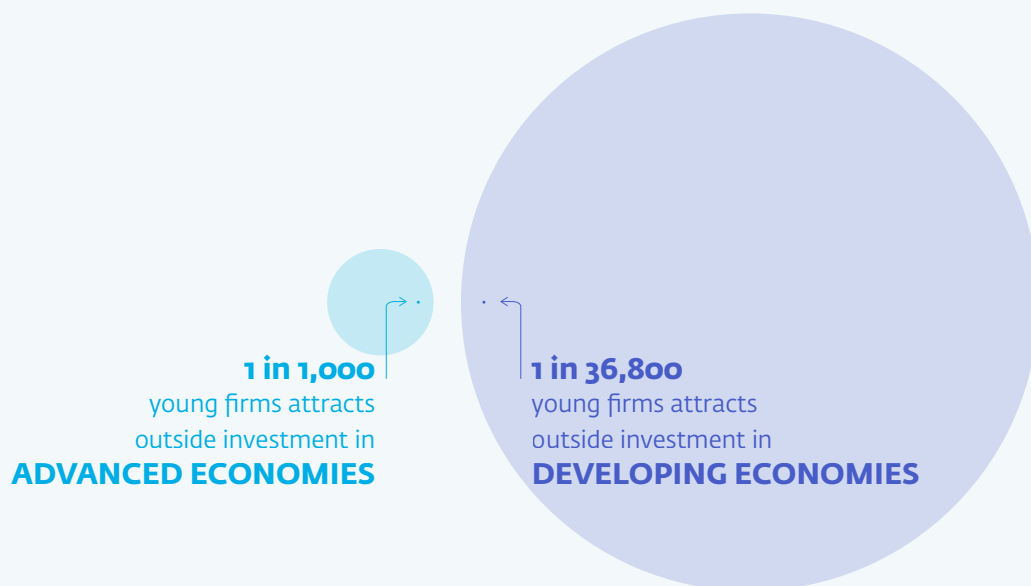 1 in 1,000
young firms attracts
outside investment in
ADVANCED ECONOMIES
1 in 36,800
young firms attracts
outside investment in
DEVELOPING ECONOMIES